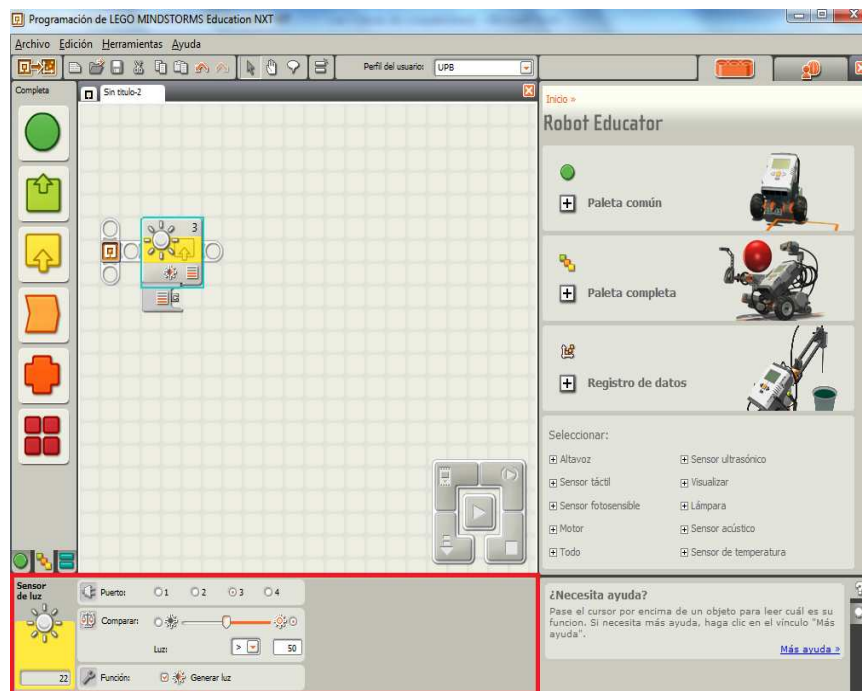 Programación de LEGO MINDSTORMS Education NXT
Archivo Edición Herramientas Ayuda
Perfil del usuario: UPB
Completa
Sin titulo-2
3
Inicio »
Robot Educator
Paleta común
Paleta completa
Registro de datos
Seleccionar:
Altavoz
Sensor ultrasónico
Sensor táctil
Visualizar
Sensor fotosensible
Lámpara
Motor
Sensor acústico
Todo
Sensor de temperatura
Sensor de luz
22
Puerto: 1 2 3 4
Comparar:
Luz: > 50
Función: Generar luz
¿Necesita ayuda?
Pase el cursor por encima de un objeto para leer cuál es su
funcion. Si necesita más ayuda, haga clic en el vínculo "Más
ayuda".
Más ayuda »